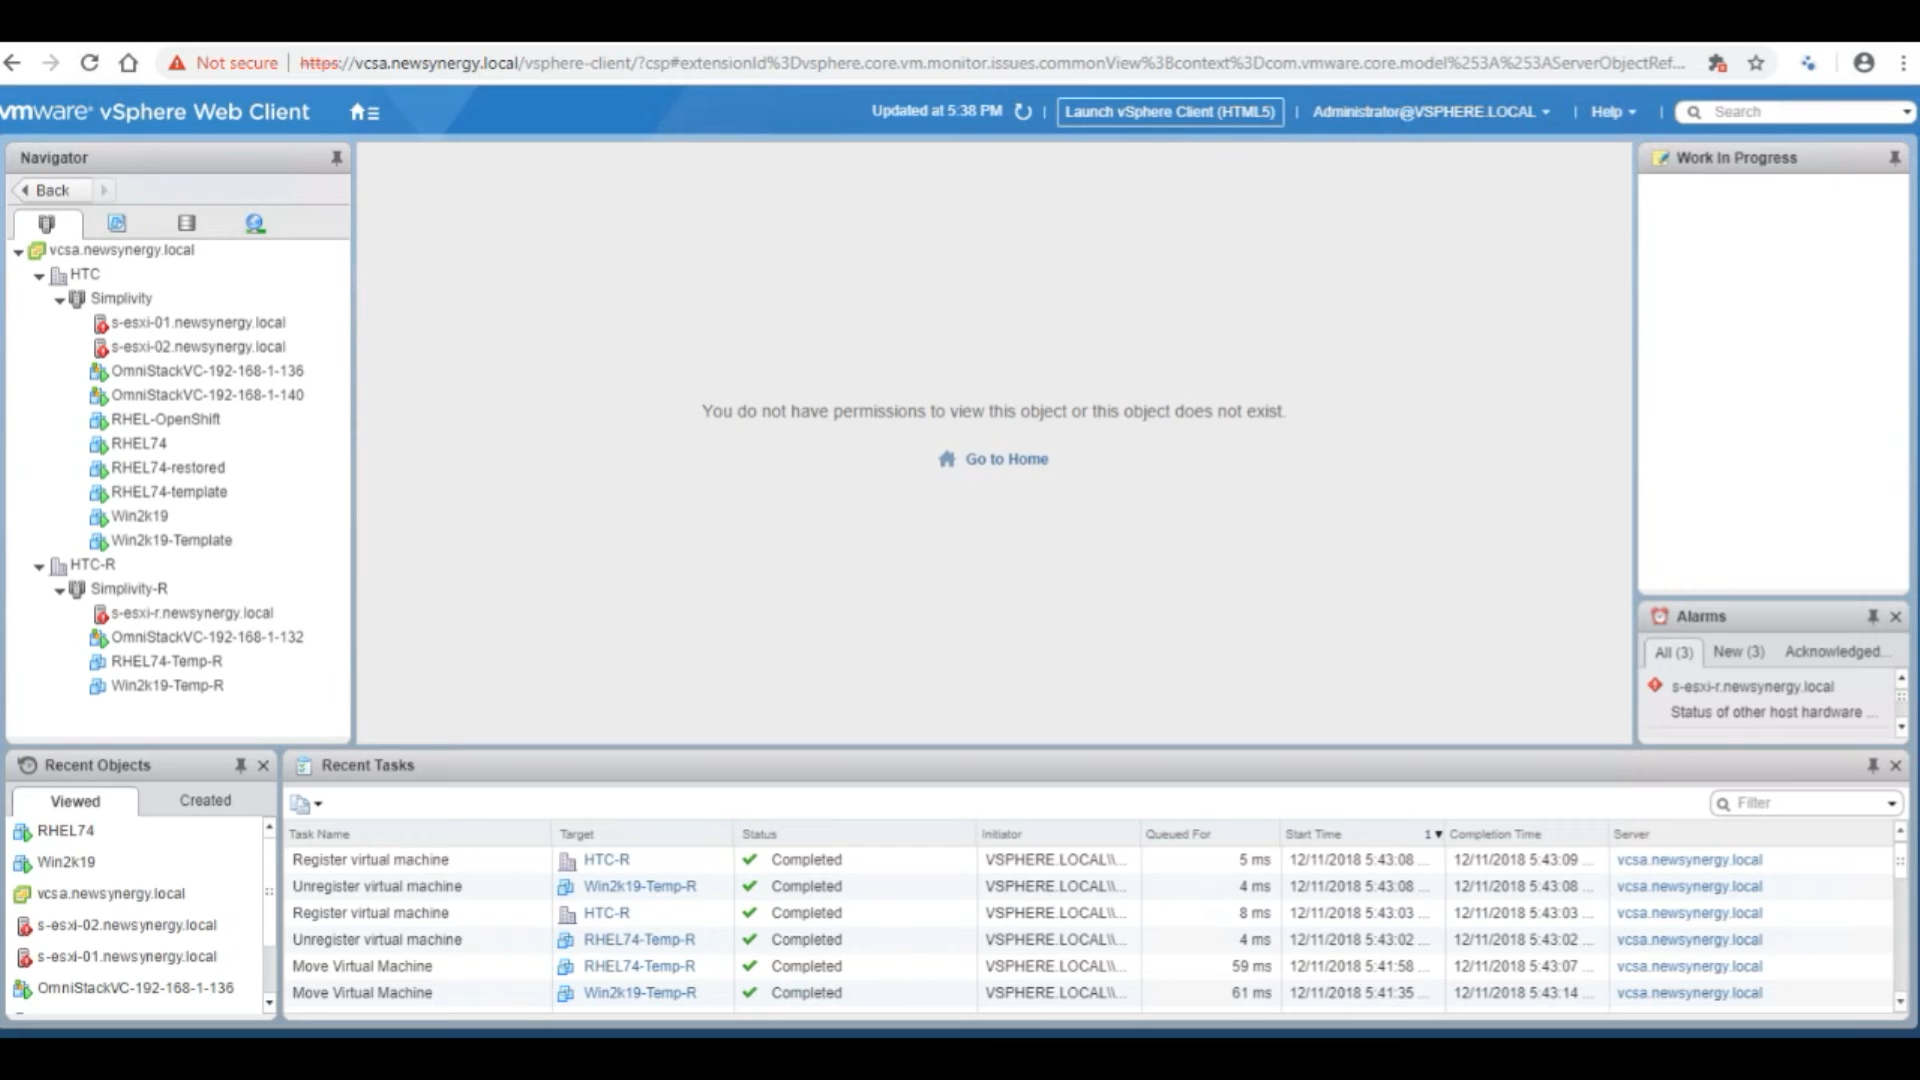 Not secure | https://vcsa.newsynergy.local/vsphere-client/?csp#extensionId%3Dvsphere.core.vm.monitor.issues.commonView%3Bcontext%3Dcom.vmware.core.model%253A%253AServerObjectRef...
vmware® vSphere Web Client
Updated at 5:38 PM | Launch vSphere Client (HTML5) | Administrator@VSPHERE.LOCAL | Help | Search
Navigator
Back
vcsa.newsynergy.local
HTC
Simplivity
s-esxi-01.newsynergy.local
s-esxi-02.newsynergy.local
OmniStackVC-192-168-1-136
OmniStackVC-192-168-1-140
RHEL-OpenShift
RHEL74
RHEL74-restored
RHEL74-template
Win2k19
Win2k19-Template
HTC-R
Simplivity-R
s-esxi-r.newsynergy.local
OmniStackVC-192-168-1-132
RHEL74-Temp-R
Win2k19-Temp-R
You do not have permissions to view this object or this object does not exist.
Go to Home
Work In Progress
Alarms
All (3) New (3) Acknowledged...
s-esxi-r.newsynergy.local
Status of other host hardware ...
Recent Objects
Viewed Created
RHEL74
Win2k19
vcsa.newsynergy.local
s-esxi-02.newsynergy.local
s-esxi-01.newsynergy.local
OmniStackVC-192-168-1-136
Recent Tasks
Filter
Task Name Target Status Initiator Queued For Start Time 1 Completion Time Server
Register virtual machine HTC-R Completed VSPHERE.LOCAL\\... 5 ms 12/11/2018 5:43:08 ... 12/11/2018 5:43:09 ... vcsa.newsynergy.local
Unregister virtual machine Win2k19-Temp-R Completed VSPHERE.LOCAL\\... 4 ms 12/11/2018 5:43:08 ... 12/11/2018 5:43:08 ... vcsa.newsynergy.local
Register virtual machine HTC-R Completed VSPHERE.LOCAL\\... 8 ms 12/11/2018 5:43:03 ... 12/11/2018 5:43:03 ... vcsa.newsynergy.local
Unregister virtual machine RHEL74-Temp-R Completed VSPHERE.LOCAL\\... 4 ms 12/11/2018 5:43:02 ... 12/11/2018 5:43:02 ... vcsa.newsynergy.local
Move Virtual Machine RHEL74-Temp-R Completed VSPHERE.LOCAL\\... 59 ms 12/11/2018 5:41:58 ... 12/11/2018 5:43:07 ... vcsa.newsynergy.local
Move Virtual Machine Win2k19-Temp-R Completed VSPHERE.LOCAL\\... 61 ms 12/11/2018 5:41:35 ... 12/11/2018 5:43:14 ... vcsa.newsynergy.local